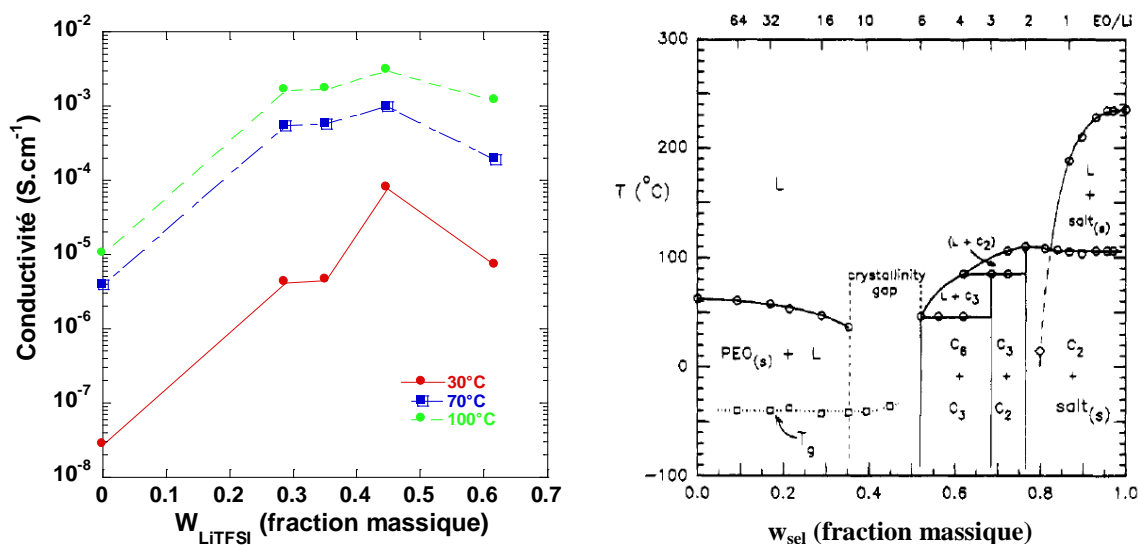 10⁻²
10⁻³
10⁻⁴
10⁻⁵
10⁻⁶
10⁻⁷
10⁻⁸
Conductivité (S.cm⁻¹)
30°C
70°C
100°C
0 0.1 0.2 0.3 0.4 0.5 0.6 0.7
W_LiTFSI (fraction massique)
64 32 16 10 6 4 3 2 1 EO/Li
300
200
100
0
-100
T (°C)
L
L
+
salt(s)
(L + C₂)
crystallinity
gap
L + C₃
PEO(s) + L
C₆
+
C₃
C₃
+
C₂
C₂
+
salt(s)
Tg
0.0 0.2 0.4 0.6 0.8 1.0
w_sel (fraction massique)